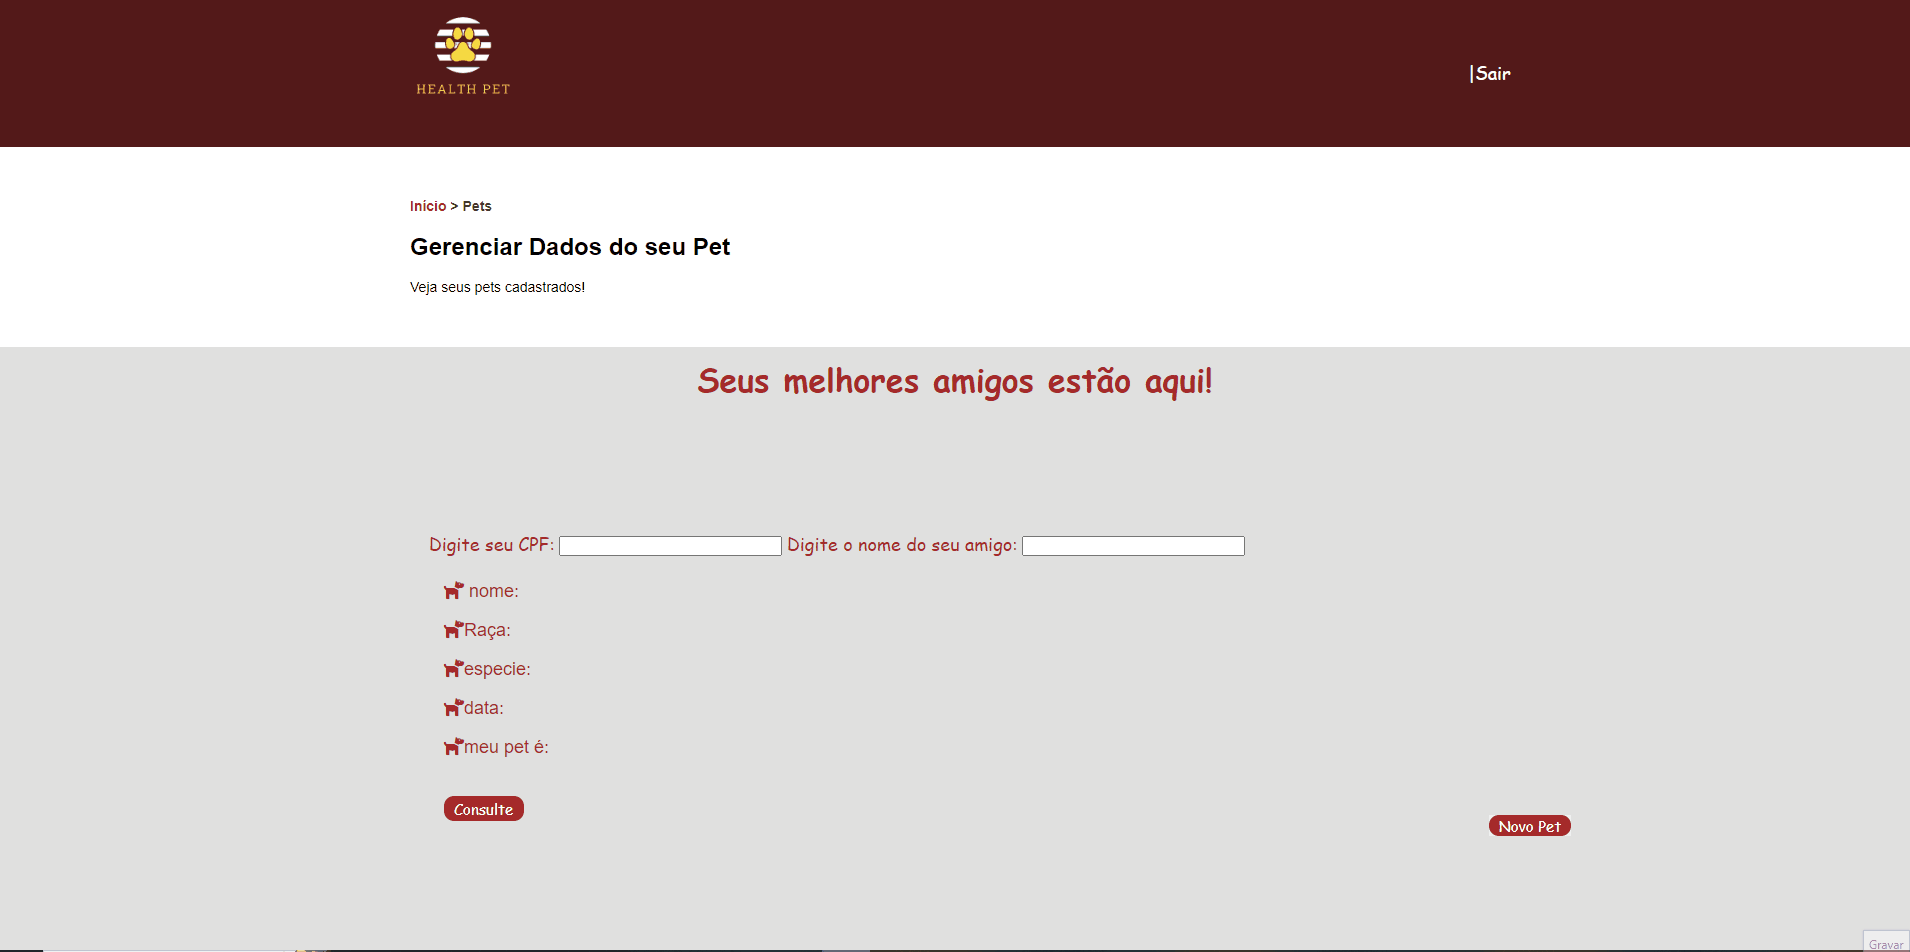 HEALTH PET
|Sair
Início > Pets
Gerenciar Dados do seu Pet
Veja seus pets cadastrados!
Seus melhores amigos estão aqui!
Digite seu CPF: Digite o nome do seu amigo:
nome:
Raça:
especie:
data:
meu pet é:
Consulte
Novo Pet
Gravar